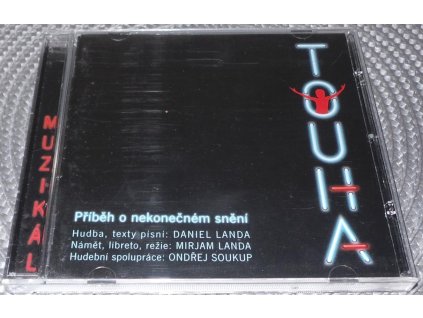 MUZIKÁL
TOUHA
Příběh o nekonečném snění
Hudba, texty písní: DANIEL LANDA
Námět, libreto, režie: MIRJAM LANDA
Hudební spolupráce: ONDŘEJ SOUKUP